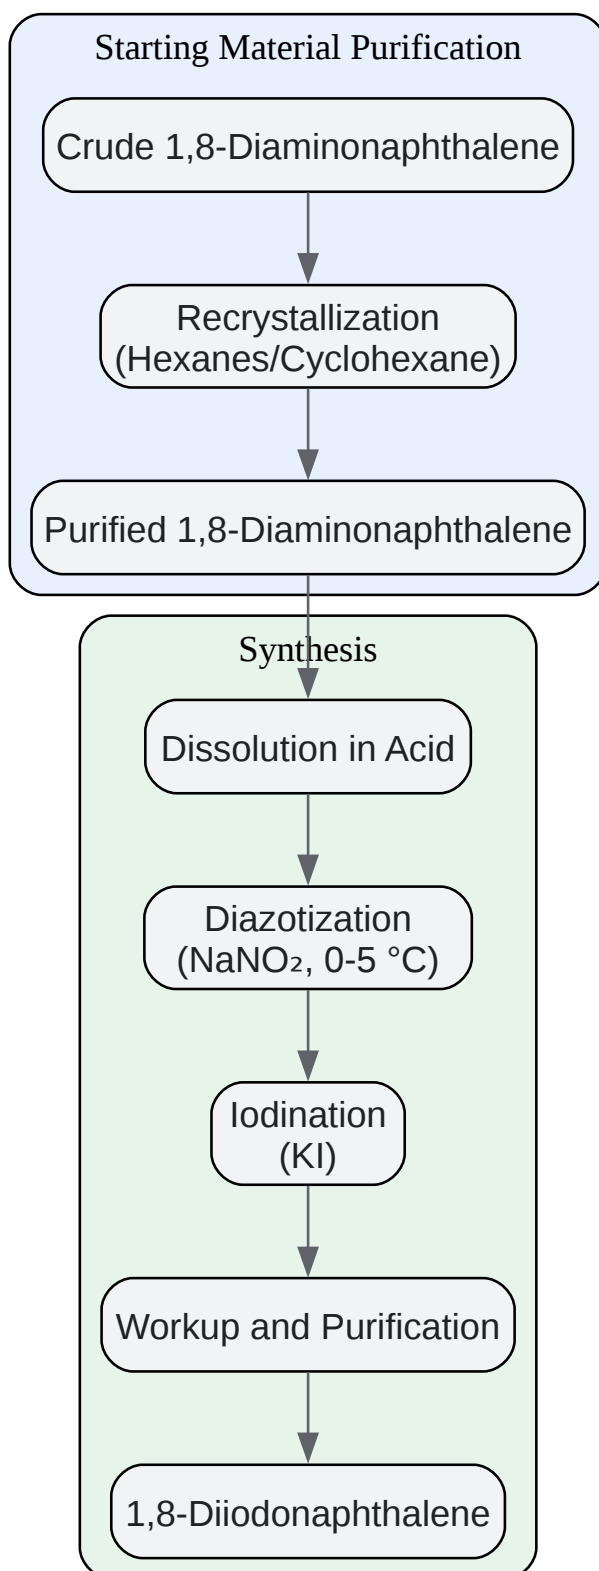 Starting Material Purification
Crude 1,8-Diaminonaphthalene
Recrystallization
(Hexanes/Cyclohexane)
Purified 1,8-Diaminonaphthalene
Synthesis
Dissolution in Acid
Diazotization
(NaNO₂, 0-5 °C)
Iodination
(KI)
Workup and Purification
1,8-Diiodonaphthalene